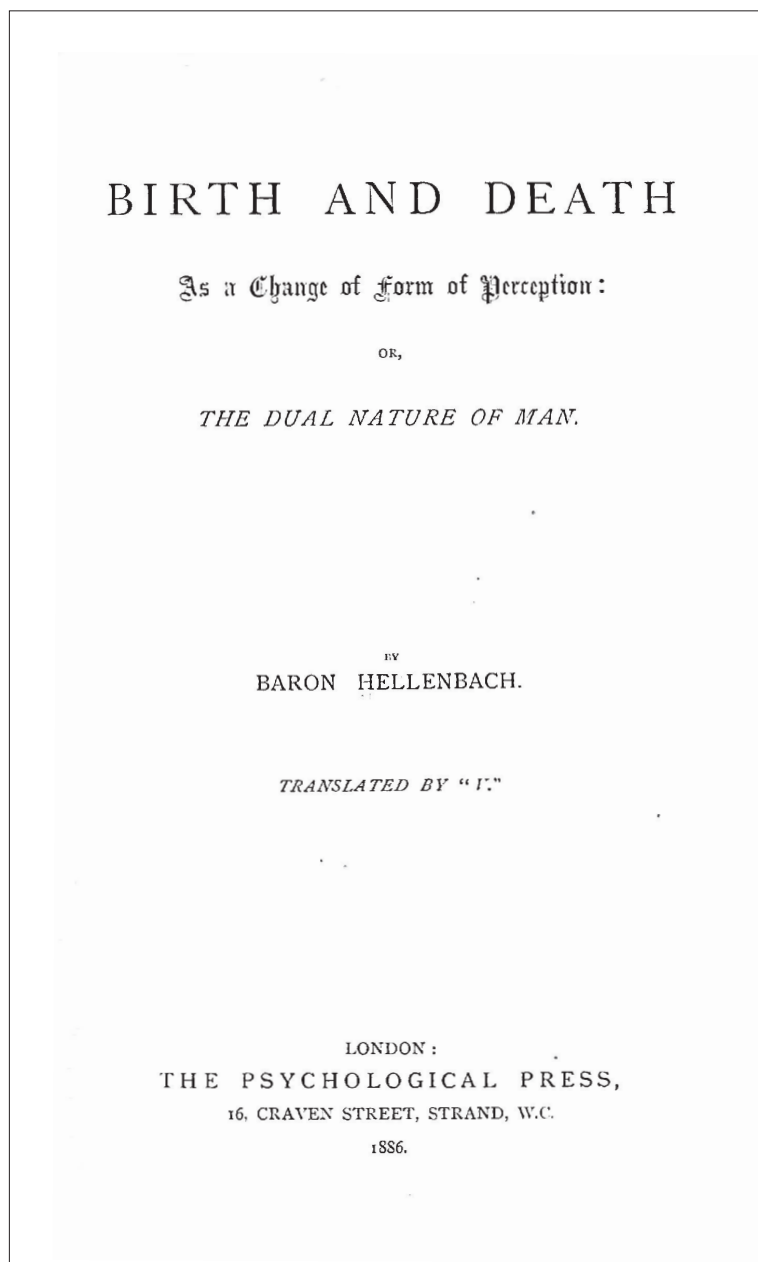 BIRTH AND DEATH
As a Change of Form of Perception:
OR,
THE DUAL NATURE OF MAN.
BY
BARON HELLENBACH.
TRANSLATED BY "V."
LONDON:
THE PSYCHOLOGICAL PRESS,
16, CRAVEN STREET, STRAND, W.C.
1886.